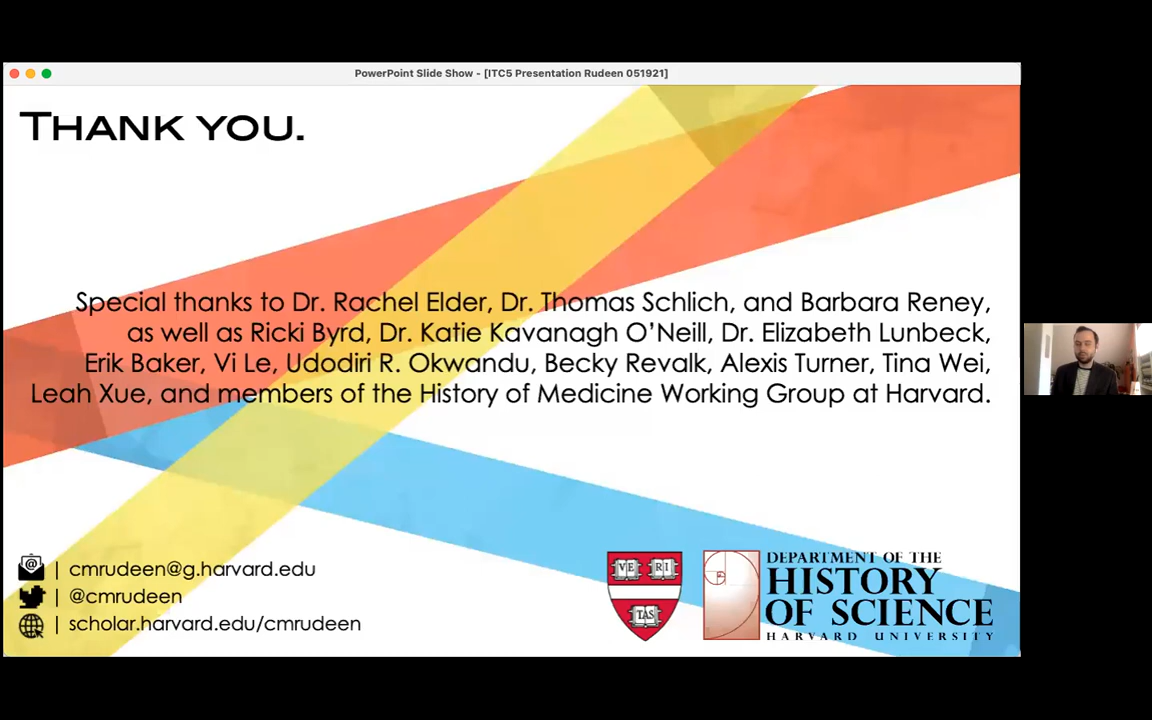 PowerPoint Slide Show - [ITC5 Presentation Rudeen 051921]
THANK YOU.
Special thanks to Dr. Rachel Elder, Dr. Thomas Schlich, and Barbara Reney,
as well as Ricki Byrd, Dr. Katie Kavanagh O’Neill, Dr. Elizabeth Lunbeck,
Erik Baker, Vi Le, Udodiri R. Okwandu, Becky Revalk, Alexis Turner, Tina Wei,
Leah Xue, and members of the History of Medicine Working Group at Harvard.
| cmrudeen@g.harvard.edu
| @cmrudeen
| scholar.harvard.edu/cmrudeen
VE RI
TAS
DEPARTMENT OF THE
HISTORY
OF SCIENCE
HARVARD UNIVERSITY